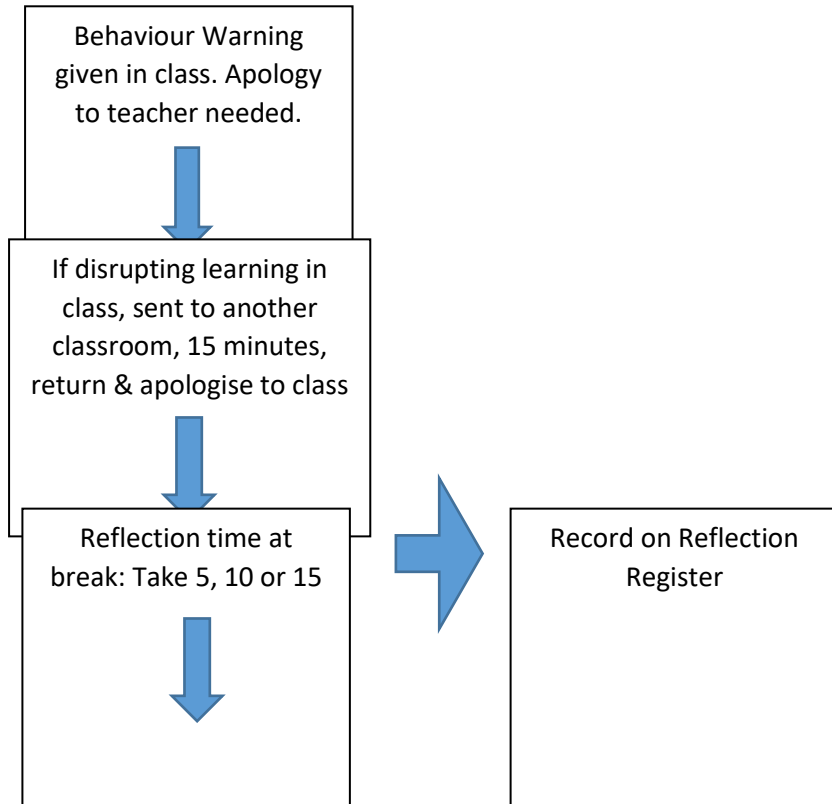 Behaviour Warning
given in class. Apology
to teacher needed.
If disrupting learning in
class, sent to another
classroom, 15 minutes,
return & apologise to class
Reflection time at
break: Take 5, 10 or 15
Record on Reflection
Register